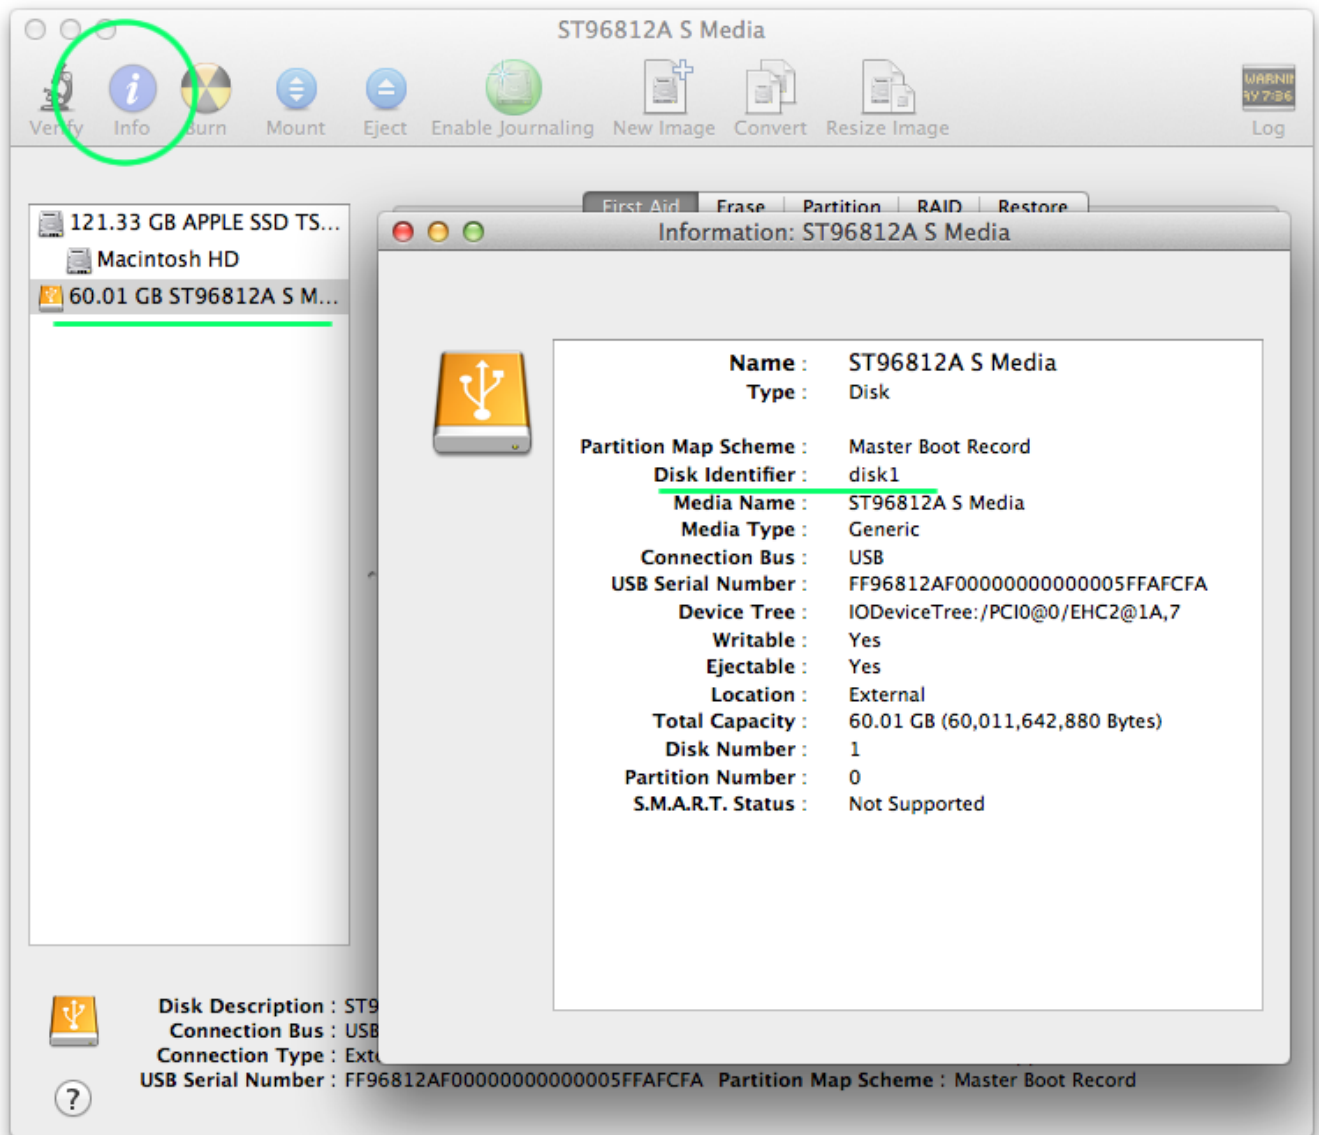 ST96812A S Media
Verify Info Burn Mount Eject Enable Journaling New Image Convert Resize Image Log
WARNIN
AY 7:36
121.33 GB APPLE SSD TS...
Macintosh HD
60.01 GB ST96812A S M...
First Aid Erase Partition RAID Restore
Information: ST96812A S Media
Name : ST96812A S Media
Type : Disk
Partition Map Scheme : Master Boot Record
Disk Identifier : disk1
Media Name : ST96812A S Media
Media Type : Generic
Connection Bus : USB
USB Serial Number : FF96812AF00000000000005FFAFCFA
Device Tree : IODeviceTree:/PCI0@0/EHC2@1A,7
Writable : Yes
Ejectable : Yes
Location : External
Total Capacity : 60.01 GB (60,011,642,880 Bytes)
Disk Number : 1
Partition Number : 0
S.M.A.R.T. Status : Not Supported
Disk Description : ST9
Connection Bus : USB
Connection Type : Exte
USB Serial Number : FF96812AF00000000000005FFAFCFA Partition Map Scheme : Master Boot Record
?